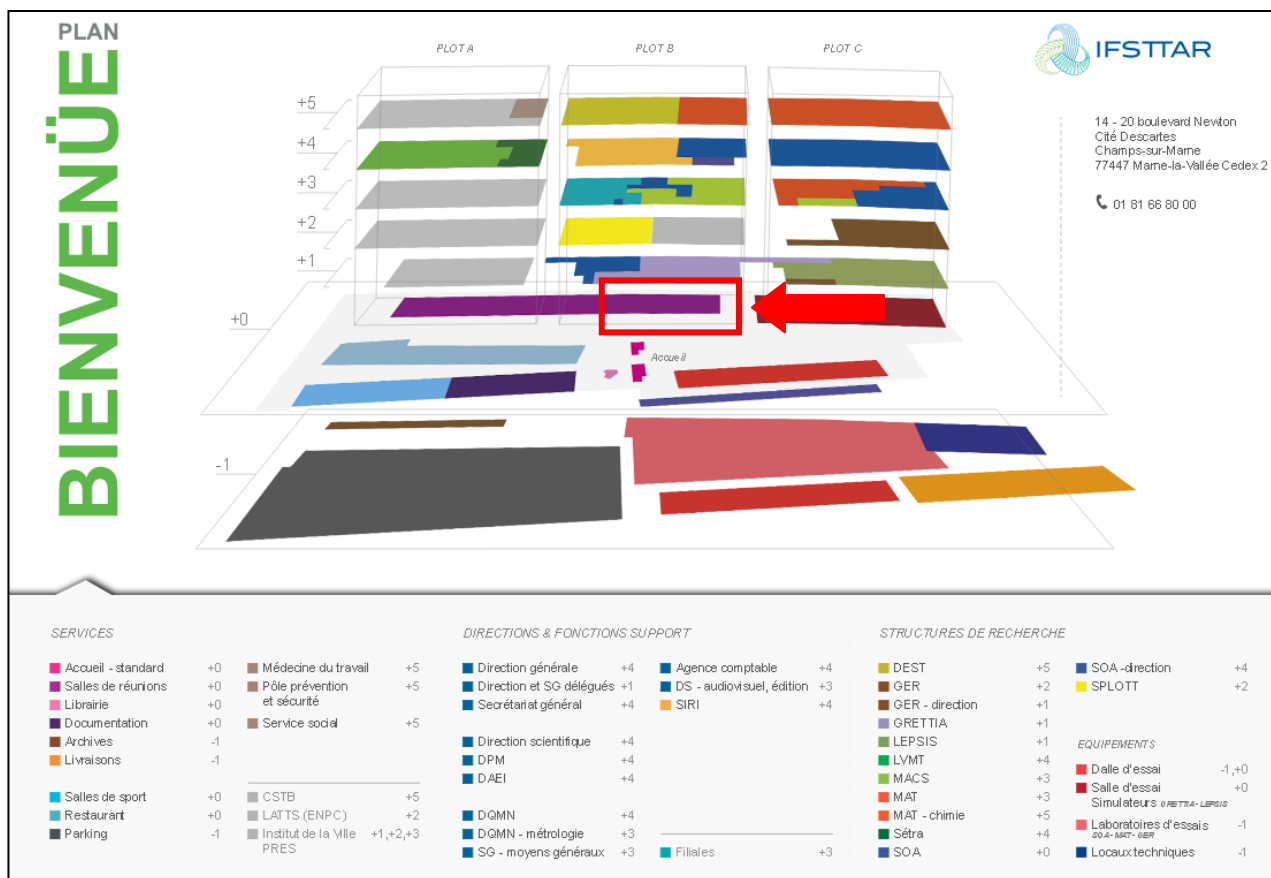 PLAN
BIENVENÜE
PLOT A
PLOT B
PLOT C
IFSTTAR
14 - 20 boulevard Newton
Cité Descartes
Champs-sur-Marne
77447 Marne-la-Vallée Cedex 2
01 81 66 80 00
+5
+4
+3
+2
+1
+0
Accueil
-1
SERVICES
Accueil - standard +0
Salles de réunions +0
Librairie +0
Documentation +0
Archives -1
Livraisons -1
Salles de sport +0
Restaurant +0
Parking -1
Médecine du travail +5
Pôle prévention +5
et sécurité
Service social +5
CSTB +5
LATTS (ENPC) +2
Institut de la Ville +1,+2,+3
PRES
DIRECTIONS & FONCTIONS SUPPORT
Direction générale +4
Direction et SG délégués +1
Secrétariat général +4
Direction scientifique +4
DPM +4
DAEI +4
DQMN +4
DQMN - métrologie +3
SG - moyens généraux +3
Agence comptable +4
DS - audiovisuel, édition +3
SIRI +4
Filiales +3
STRUCTURES DE RECHERCHE
DEST +5
GER +2
GER - direction +1
GRETTIA +1
LEPSIS +1
LVMT +4
MACS +3
MAT +3
MAT - chimie +5
Sétra +4
SOA +0
SOA - direction +4
SPLOTT +2
EQUIPEMENTS
Dalle d'essai -1,+0
Salle d'essai +0
Simulateurs GRETTIA - LEPSIS
Laboratoires d'essais -1
SOA - MAT - GER
Locaux techniques -1